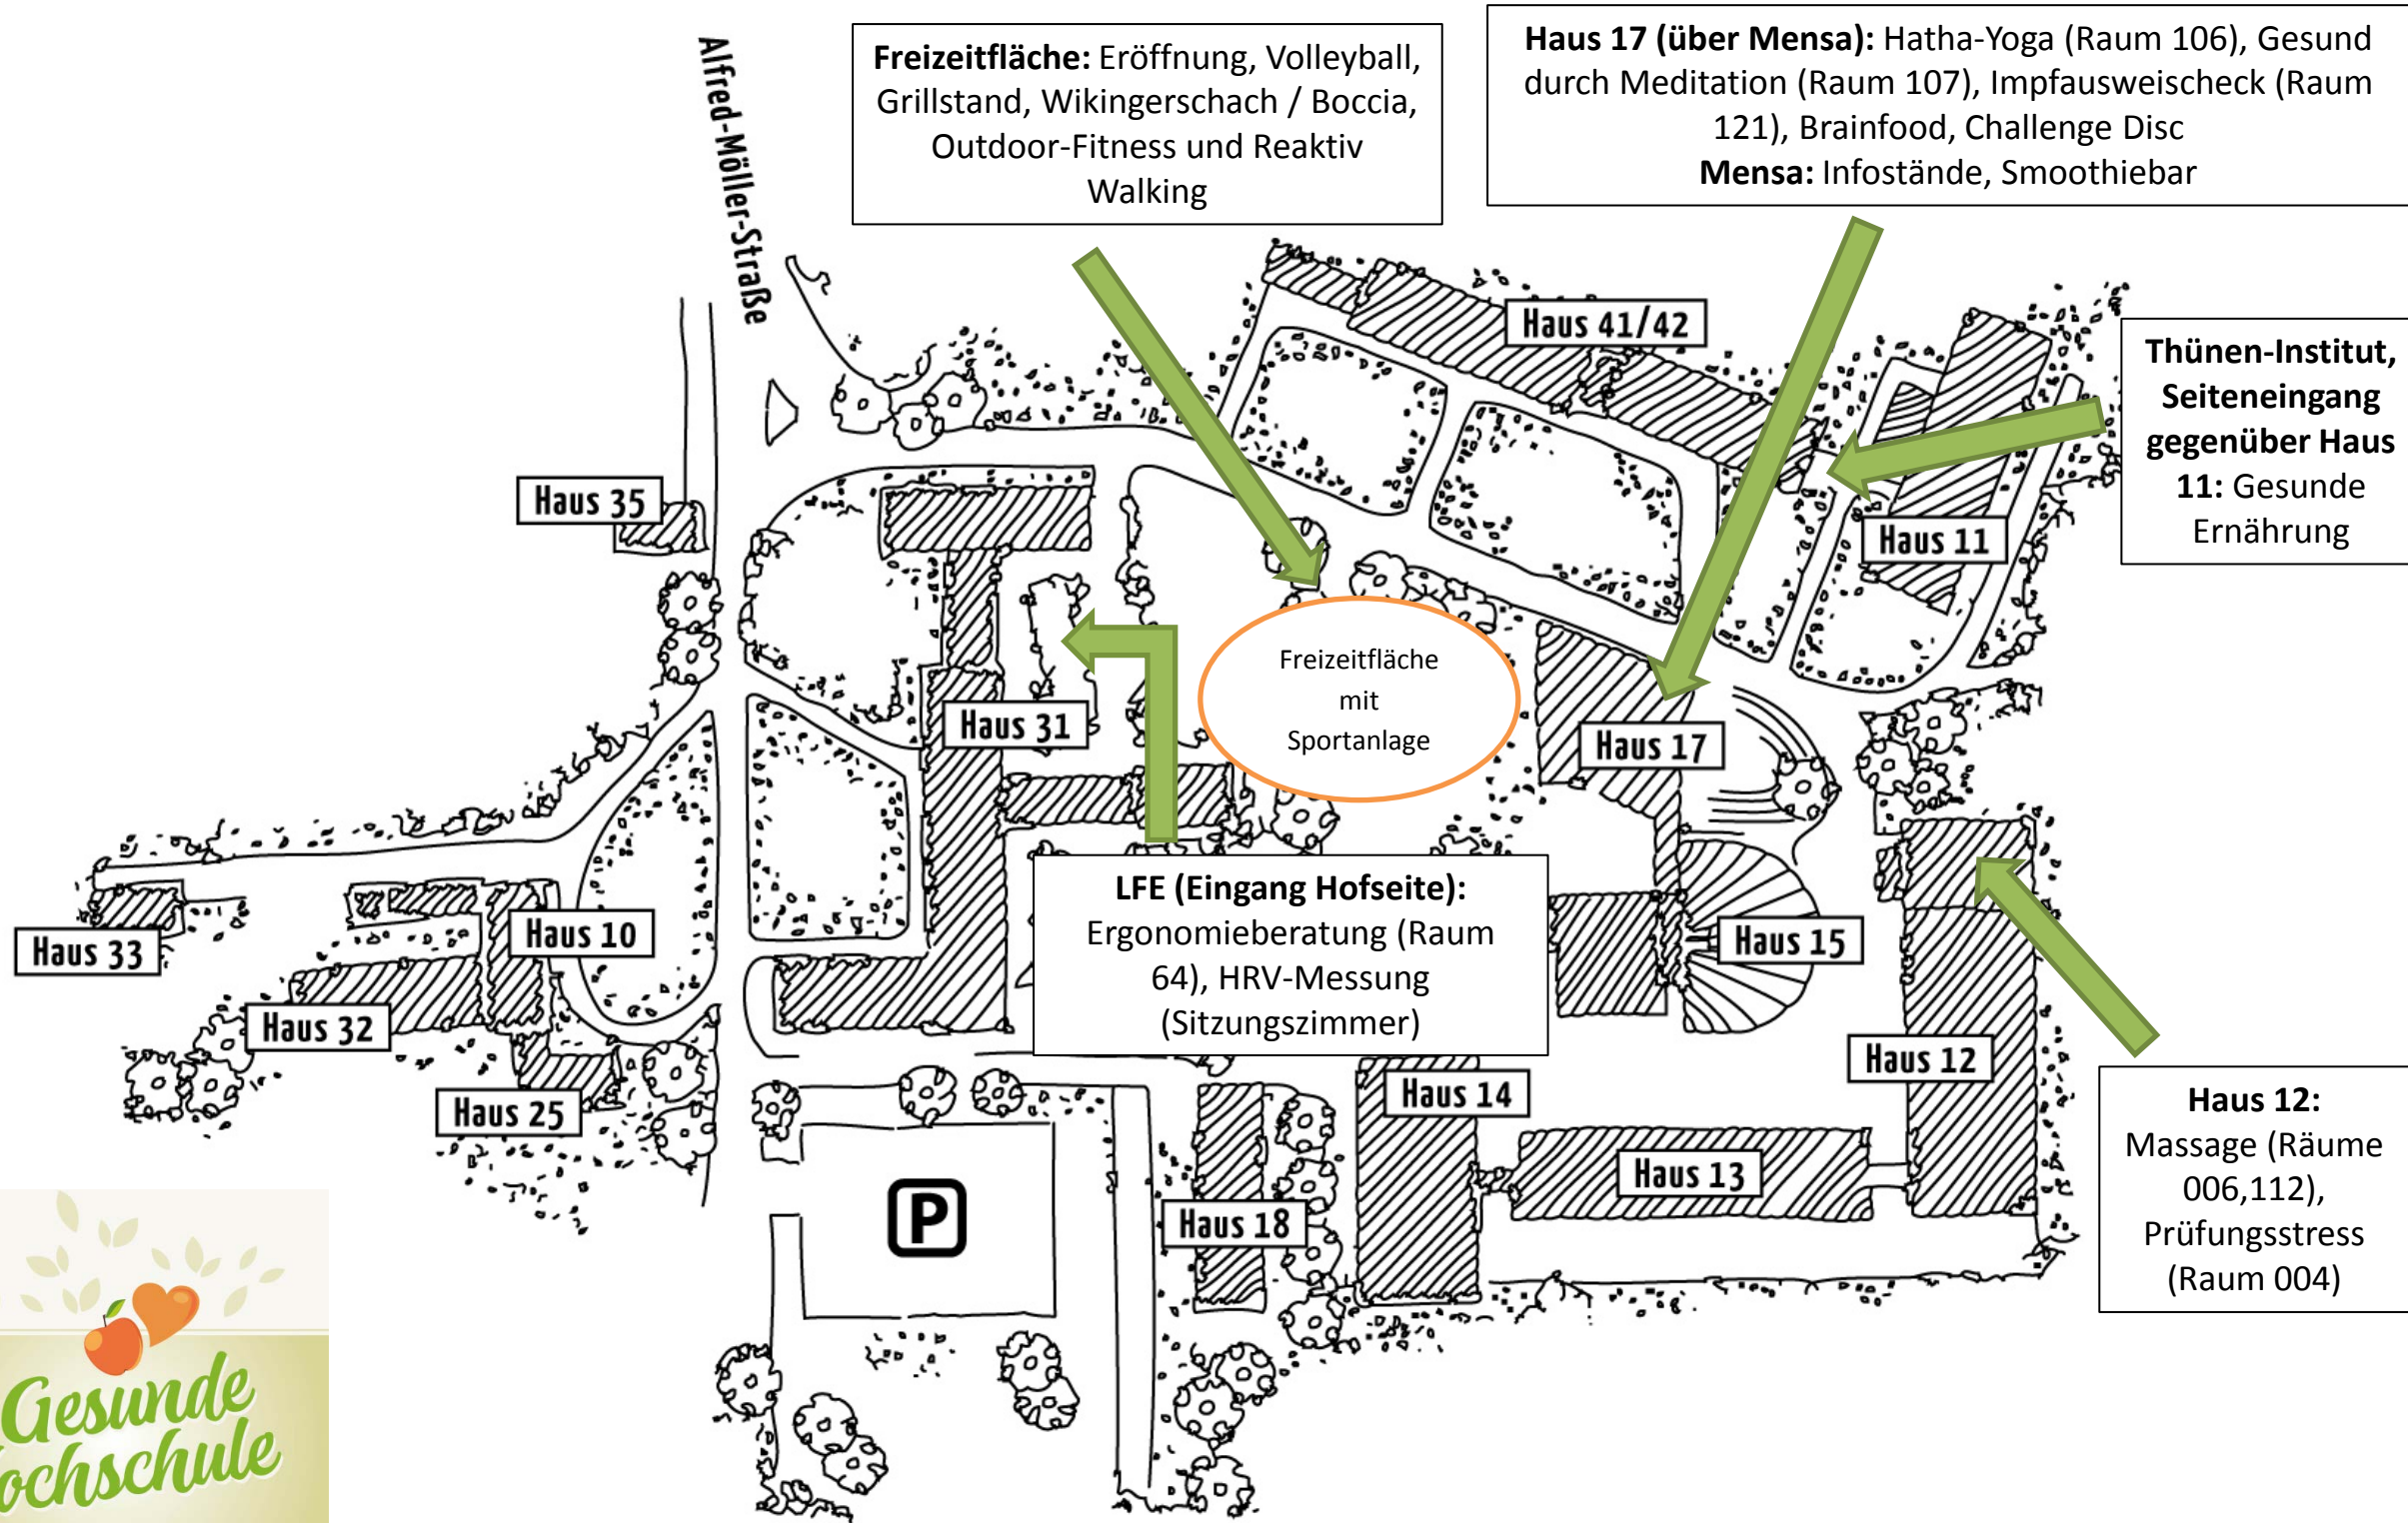 Alfred-Möller-Straße
Freizeitfläche: Eröffnung, Volleyball,
Grillstand, Wikingerschach / Boccia,
Outdoor-Fitness und Reaktiv
Walking
Haus 17 (über Mensa): Hatha-Yoga (Raum 106), Gesund
durch Meditation (Raum 107), Impfausweischeck (Raum
121), Brainfood, Challenge Disc
Mensa: Infostände, Smoothiebar
Haus 41/42
Thünen-Institut,
Seiteneingang
gegenüber Haus
11: Gesunde
Ernährung
Haus 35
Haus 11
Freizeitfläche
mit
Sportanlage
Haus 31
Haus 17
LFE (Eingang Hofseite):
Ergonomieberatung (Raum
64), HRV-Messung
(Sitzungszimmer)
Haus 33
Haus 10
Haus 15
Haus 32
Haus 12
Haus 25
Haus 14
Haus 12:
Massage (Räume
006,112),
Prüfungsstress
(Raum 004)
Haus 13
P
Haus 18
Gesunde
ochschule